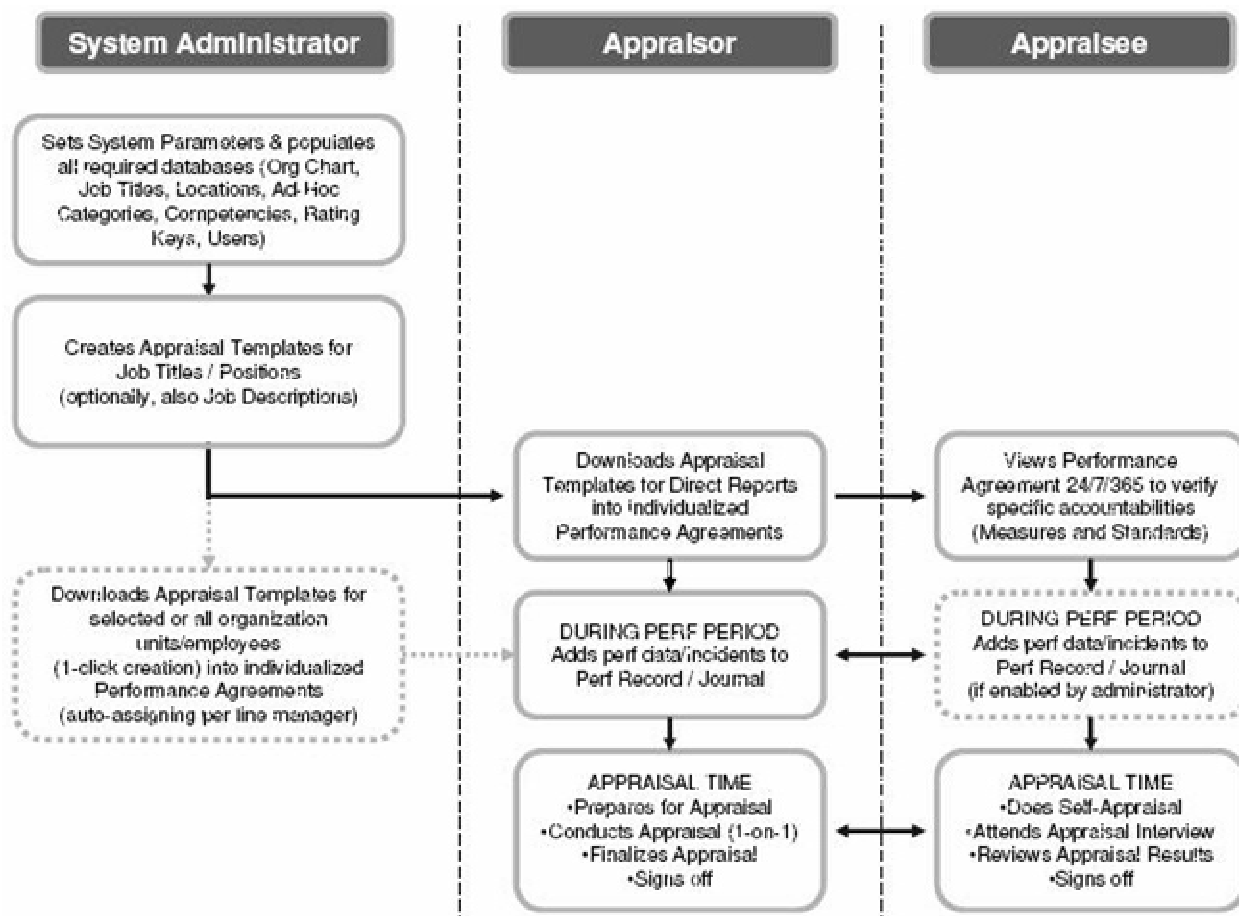 System Administrator
Appraisor
Appraisee
Sets System Parameters & populates
all required databases (Org Chart,
Job Titles, Locations, Ad-Hoc
Categories, Competencies, Rating
Keys, Users)
Creates Appraisal Templates for
Job Titles / Positions
(optionally, also Job Descriptions)
Downloads Appraisal Templates for
selected or all organization
units/employees
(1-click creation) into individualized
Performance Agreements
(auto-assigning per line manager)
Downloads Appraisal
Templates for Direct Reports
into individualized
Performance Agreements
DURING PERF PERIOD
Adds perf data/incidents to
Perf Record / Journal
APPRAISAL TIME
•Prepares for Appraisal
•Conducts Appraisal (1-on-1)
•Finalizes Appraisal
•Signs off
Views Performance
Agreement 24/7/365 to verify
specific accountabilities
(Measures and Standards)
DURING PERF PERIOD
Adds perf data/incidents to
Perf Record / Journal
(if enabled by administrator)
APPRAISAL TIME
•Does Self-Appraisal
•Attends Appraisal Interview
•Reviews Appraisal Results
•Signs off